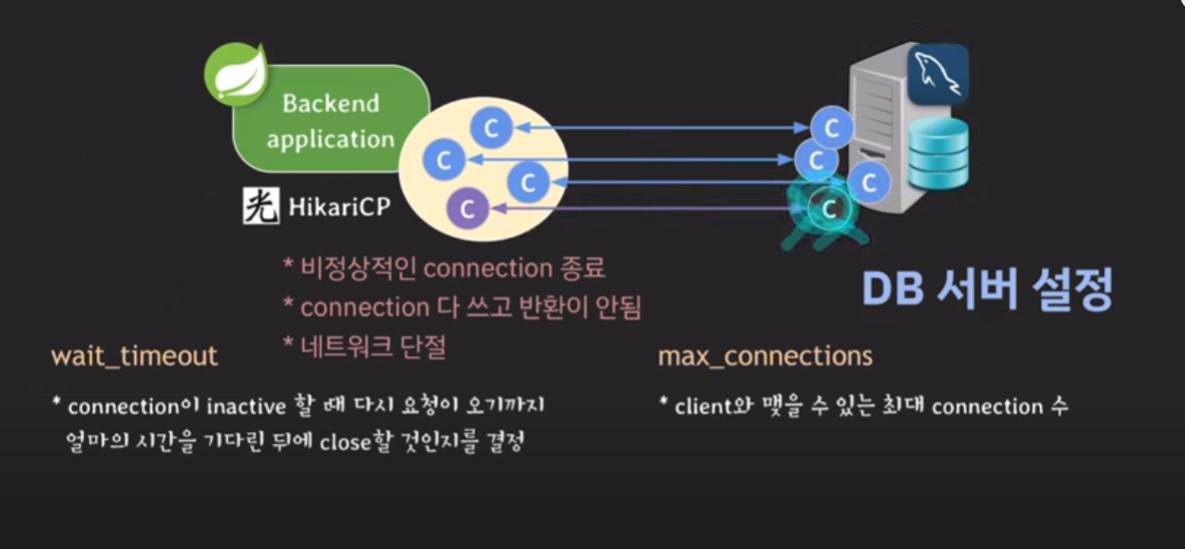 Backend
application
光 HikariCP
C
C
C
C
C
C
C
C
* 비정상적인 connection 종료
* connection 다 쓰고 반환이 안됨
* 네트워크 단절
DB 서버 설정
wait_timeout
* connection이 inactive 할 때 다시 요청이 오기까지
얼마의 시간을 기다린 뒤에 close할 것인지를 결정
max_connections
* client와 맺을 수 있는 최대 connection 수